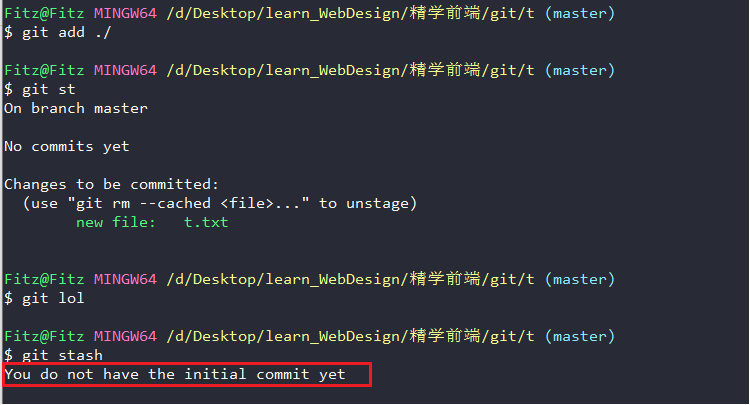 Fitz@Fitz MINGW64 /d/Desktop/learn_WebDesign/精学前端/git/t (master)
$ git add ./
Fitz@Fitz MINGW64 /d/Desktop/learn_WebDesign/精学前端/git/t (master)
$ git st
On branch master
No commits yet
Changes to be committed:
  (use "git rm --cached <file>..." to unstage)
        new file:   t.txt
Fitz@Fitz MINGW64 /d/Desktop/learn_WebDesign/精学前端/git/t (master)
$ git lol
Fitz@Fitz MINGW64 /d/Desktop/learn_WebDesign/精学前端/git/t (master)
$ git stash
You do not have the initial commit yet